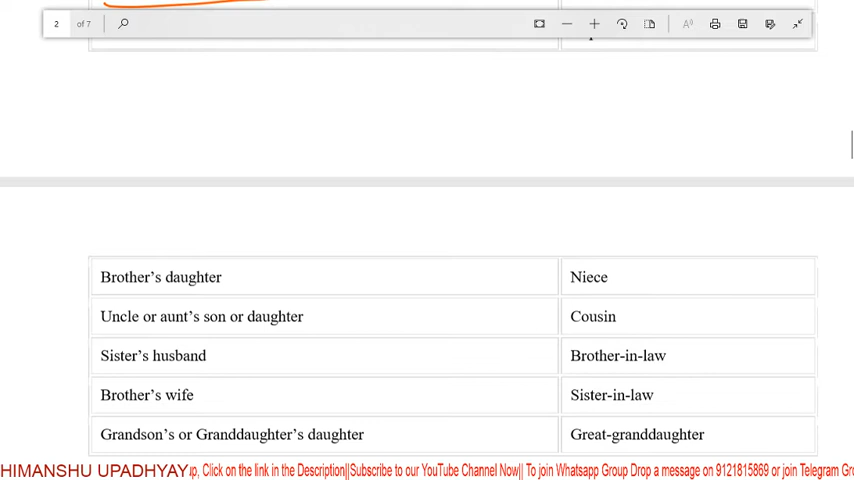 2 of 7
Brother’s daughter Niece
Uncle or aunt’s son or daughter Cousin
Sister’s husband Brother-in-law
Brother’s wife Sister-in-law
Grandson’s or Granddaughter’s daughter Great-granddaughter
HIMANSHU UPADHYAY up, Click on the link in the Description||Subscribe to our YouTube Channel Now|| To join Whatsapp Group Drop a message on 9121815869 or join Telegram Gro